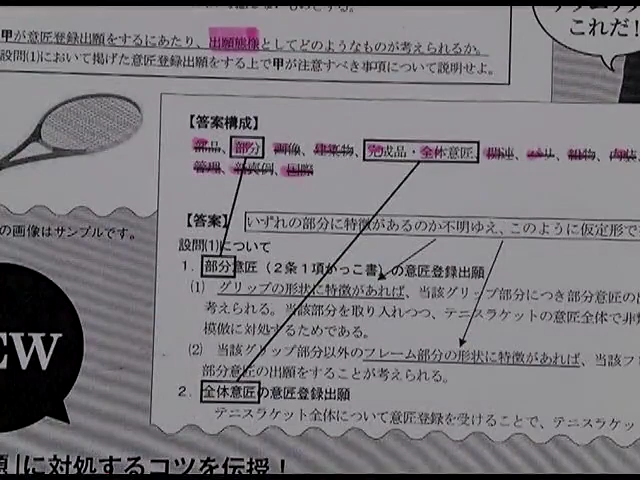 甲が意匠登録出願をするにあたり、出願態様としてどのようなものが考えられるか。
設問(1)において掲げた意匠登録出願をする上で甲が注意すべき事項について説明せよ。
これだ!
【答案構成】
部品、部分、画像、建築物、完成品・全体意匠、関連、バリ、組物、内装
管理、新喪例、国際
の画像はサンプルです。
【答案】 いずれの部分に特徴があるのか不明ゆえ、このように仮定形で
設問(1)について
1. 部分意匠(2条1項かっこ書)の意匠登録出願
(1) グリップの形状に特徴があれば、当該グリップ部分につき部分意匠の
考えられる。当該部分を取り入れつつ、テニスラケットの意匠全体で非
模倣に対処するためである。
(2) 当該グリップ部分以外のフレーム部分の形状に特徴があれば、当該フ
部分意匠の出願をすることが考えられる。
2. 全体意匠の意匠登録出願
テニスラケット全体について意匠登録を受けることで、テニスラケッ
EW
」に対処するコツを伝授!